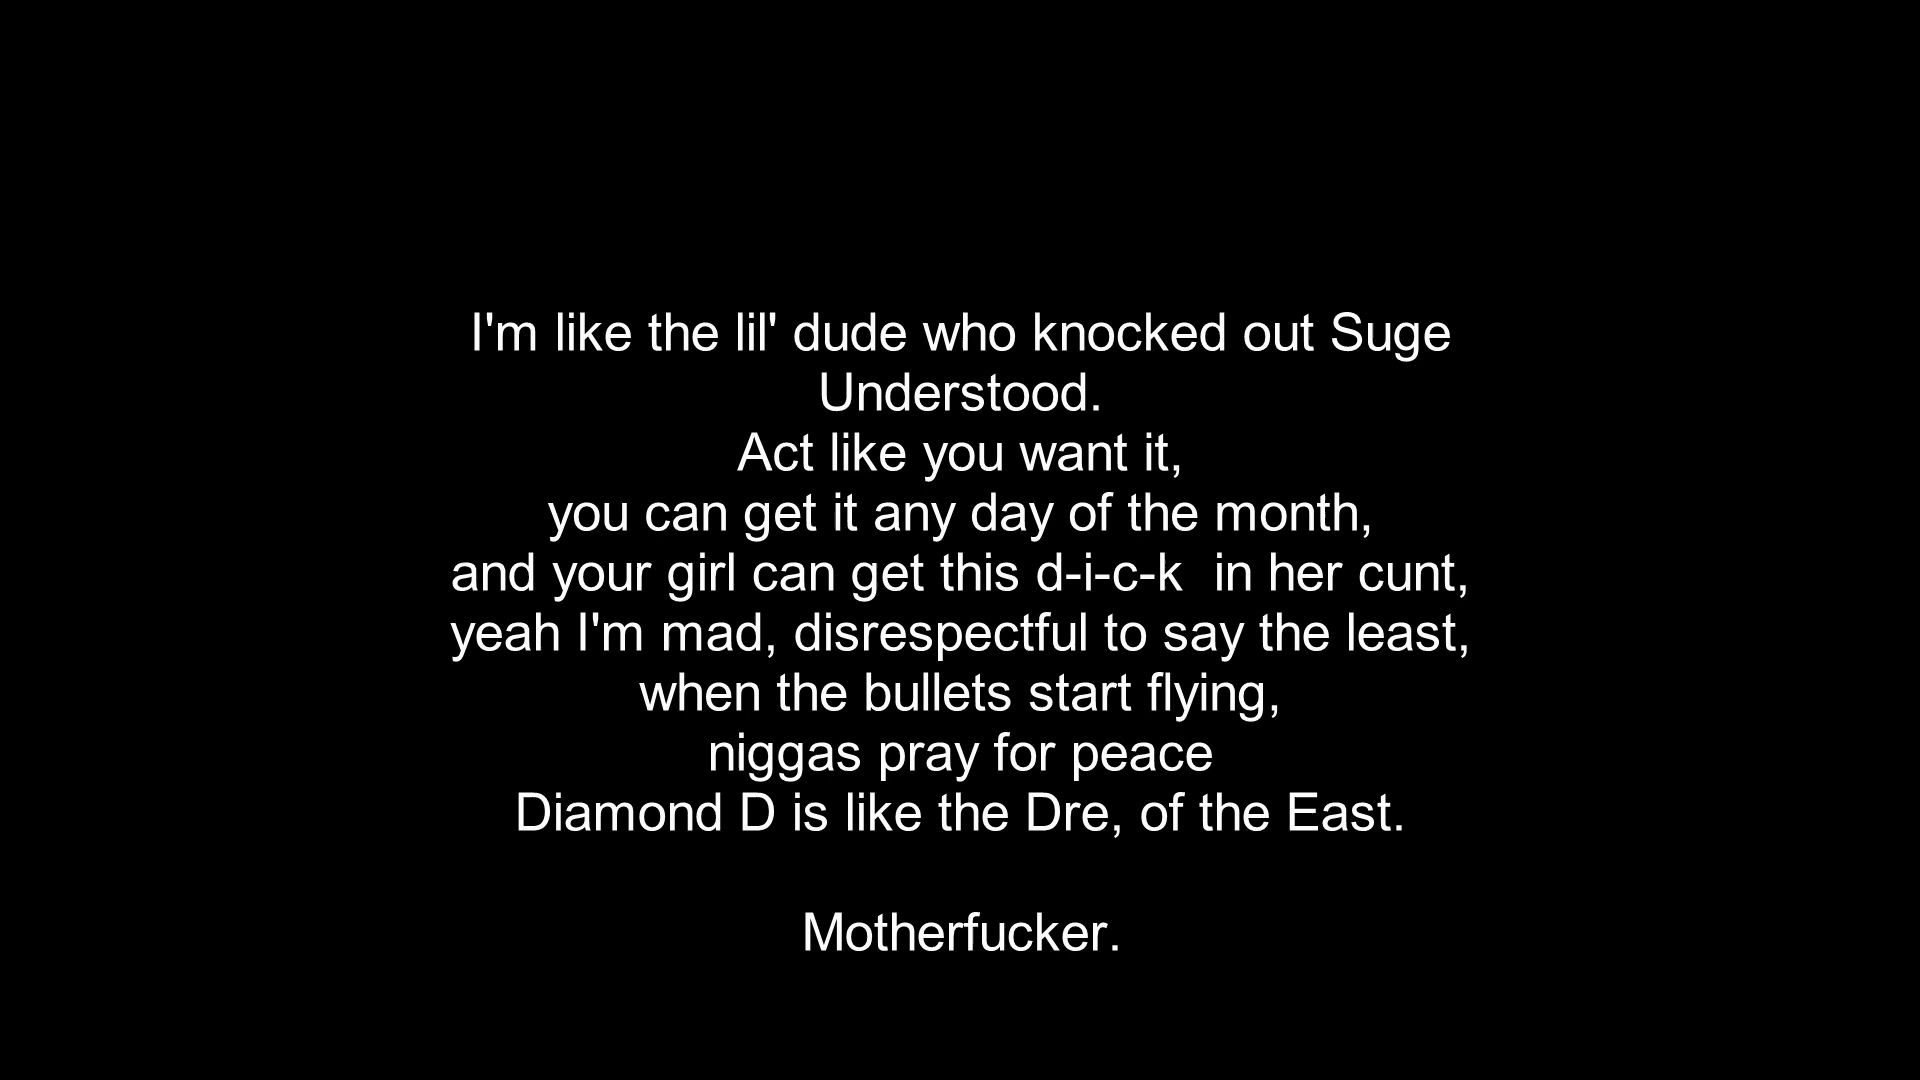 I'm like the lil' dude who knocked out Suge
Understood.
Act like you want it,
you can get it any day of the month,
and your girl can get this d-i-c-k  in her cunt,
yeah I'm mad, disrespectful to say the least,
when the bullets start flying,
niggas pray for peace
Diamond D is like the Dre, of the East.
Motherfucker.